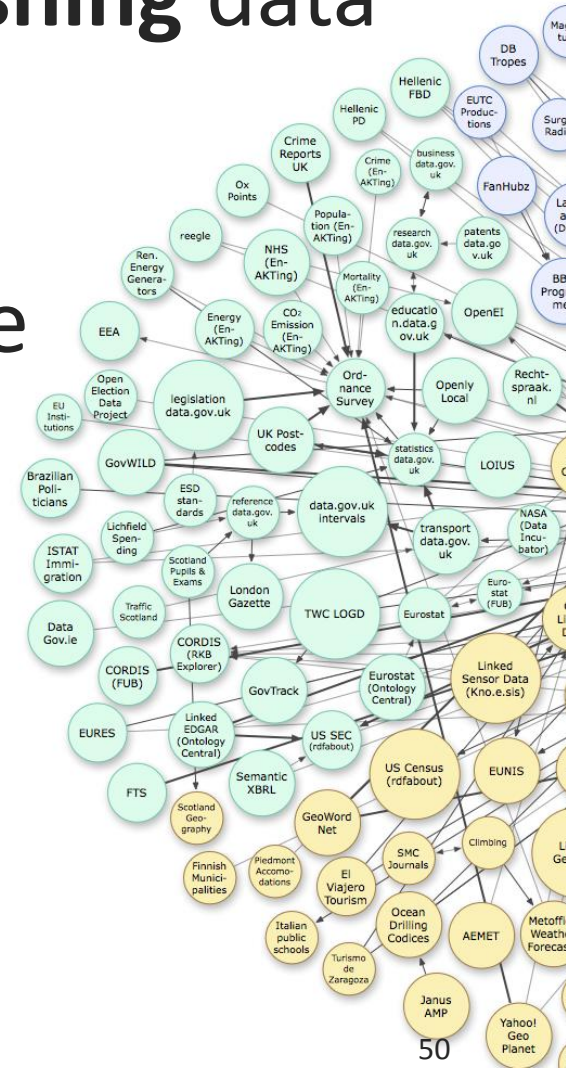 shing data
e
DB
Tropes
Hellenic
FBD
EUTC
Produc-
tions
Hellenic
PD
Crime
Reports
UK
Crime
(En-
AKTing)
business
data.gov.
uk
FanHubz
Ox
Points
Popula-
tion (En-
AKTing)
reegle
research
data.gov.
uk
patents
data.go
v.uk
NHS
(En-
AKTing)
Ren.
Energy
Genera-
tors
Mortality
(En-
AKTing)
EEA
Energy
(En-
AKTing)
CO2
Emission
(En-
AKTing)
educatio
n.data.g
ov.uk
OpenEI
Open
Election
Data
Project
legislation
data.gov.uk
Ord-
nance
Survey
Openly
Local
Recht-
spraak.
nl
EU
Insti-
tutions
UK Post-
codes
GovWILD
statistics
data.gov.
uk
LOIUS
Brazilian
Poli-
ticians
ESD
stan-
dards
reference
data.gov.
uk
data.gov.uk
intervals
Lichfield
Spen-
ding
transport
data.gov.
uk
NASA
(Data
Incu-
bator)
ISTAT
Immi-
gration
Scotland
Pupils &
Exams
London
Gazette
Traffic
Scotland
TWC LOGD
Eurostat
Euro-
stat
(FUB)
Data
Gov.ie
CORDIS
(RKB
Explorer)
CORDIS
(FUB)
GovTrack
Eurostat
(Ontology
Central)
Linked
Sensor Data
(Kno.e.sis)
EURES
Linked
EDGAR
(Ontology
Central)
US SEC
(rdfabout)
FTS
Semantic
XBRL
US Census
(rdfabout)
EUNIS
Scotland
Geo-
graphy
GeoWord
Net
Climbing
SMC
Journals
Finnish
Munici-
palities
Piedmont
Accomo-
dations
El
Viajero
Tourism
Italian
public
schools
Ocean
Drilling
Codices
AEMET
Turismo
de
Zaragoza
Janus
AMP
Yahoo!
Geo
Planet
50